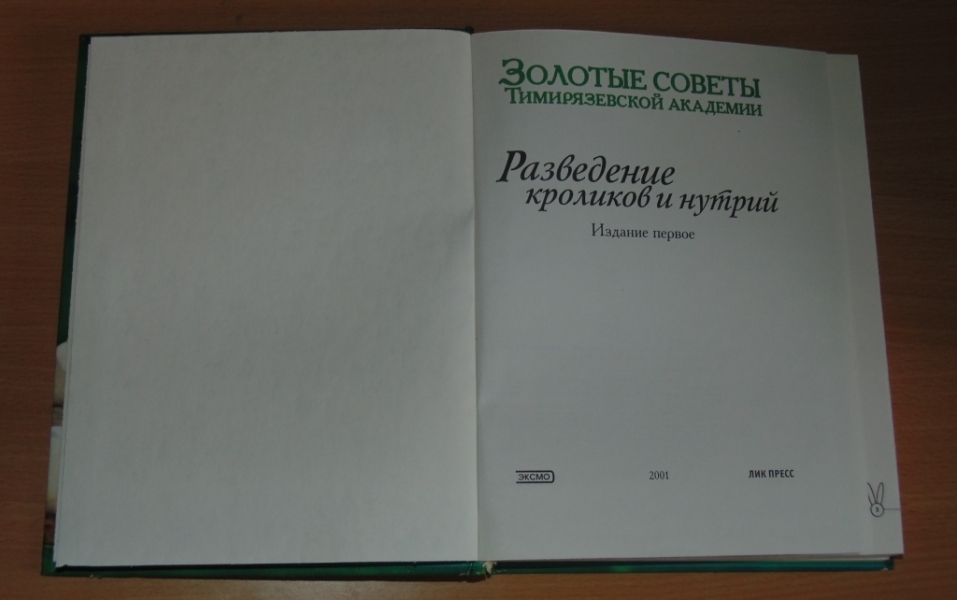 Золотые советы
Тимирязевской академии
Разведение
кроликов и нутрий
Издание первое
ЭКСМО 2001 ЛИК ПРЕСС